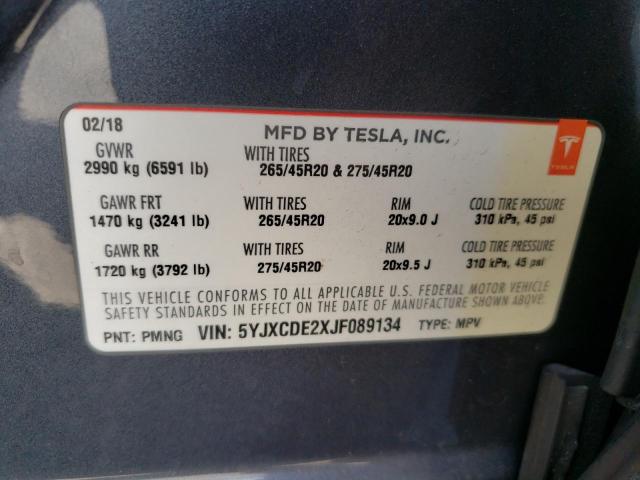 02/18 MFD BY TESLA, INC.
TESLA
GVWR WITH TIRES
2990 kg (6591 lb) 265/45R20 & 275/45R20
GAWR FRT WITH TIRES RIM COLD TIRE PRESSURE
1470 kg (3241 lb) 265/45R20 20x9.0 J 310 kPa, 45 psi
GAWR RR WITH TIRES RIM COLD TIRE PRESSURE
1720 kg (3792 lb) 275/45R20 20x9.5 J 310 kPa, 45 psi
THIS VEHICLE CONFORMS TO ALL APPLICABLE U.S. FEDERAL MOTOR VEHICLE
SAFETY STANDARDS IN EFFECT ON THE DATE OF MANUFACTURE SHOWN ABOVE.
PNT: PMNG VIN: 5YJXCDE2XJF089134 TYPE: MPV